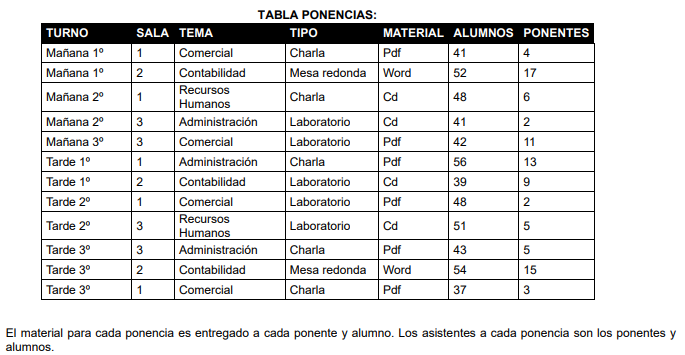 TABLA PONENCIAS:
TURNO SALA TEMA TIPO MATERIAL ALUMNOS PONENTES
Mañana 1º 1 Comercial Charla Pdf 41 4
Mañana 1º 2 Contabilidad Mesa redonda Word 52 17
Mañana 2º 1 Recursos Humanos Charla Cd 48 6
Mañana 2º 3 Administración Laboratorio Cd 41 2
Mañana 3º 3 Comercial Laboratorio Pdf 42 11
Tarde 1º 1 Administración Charla Pdf 56 13
Tarde 1º 2 Contabilidad Laboratorio Cd 39 9
Tarde 2º 1 Comercial Laboratorio Pdf 48 2
Tarde 2º 3 Recursos Humanos Laboratorio Cd 51 5
Tarde 3º 3 Administración Charla Pdf 43 5
Tarde 3º 2 Contabilidad Mesa redonda Word 54 15
Tarde 3º 1 Comercial Charla Pdf 37 3
El material para cada ponencia es entregado a cada ponente y alumno. Los asistentes a cada ponencia son los ponentes y
alumnos.